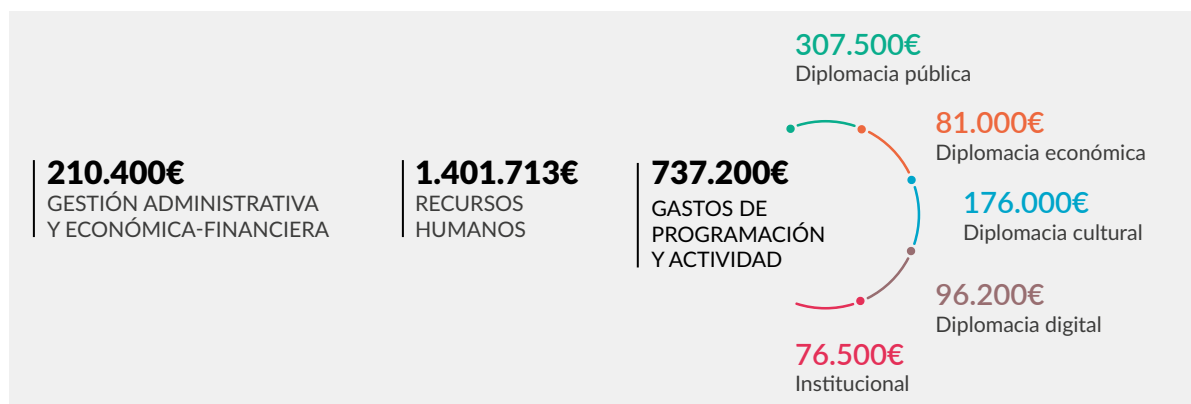 210.400€
GESTIÓN ADMINISTRATIVA
Y ECONÓMICA-FINANCIERA
1.401.713€
RECURSOS
HUMANOS
737.200€
GASTOS DE
PROGRAMACIÓN
Y ACTIVIDAD
307.500€
Diplomacia pública
81.000€
Diplomacia económica
176.000€
Diplomacia cultural
96.200€
Diplomacia digital
76.500€
Institucional